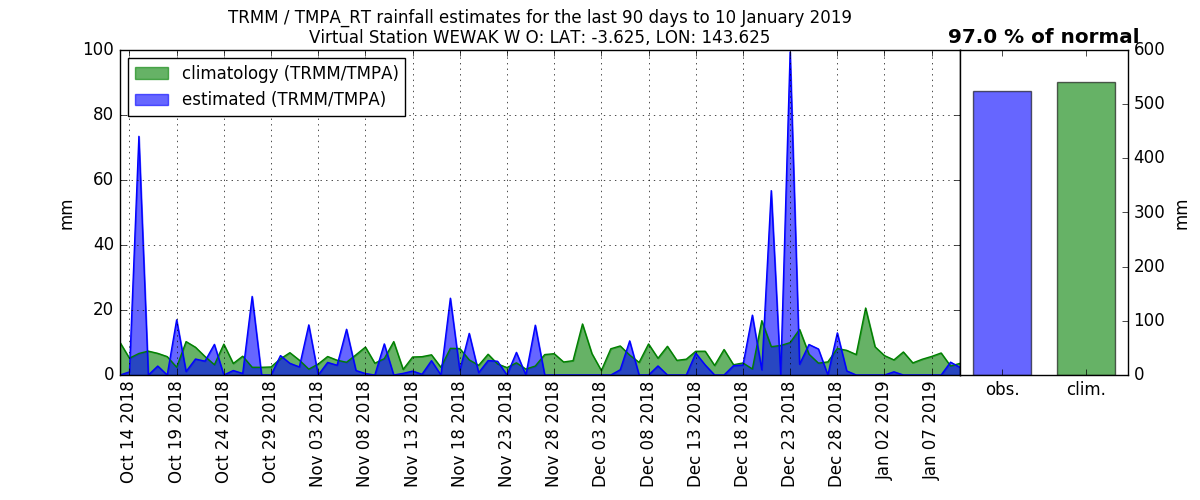 TRMM / TMPA_RT rainfall estimates for the last 90 days to 10 January 2019
Virtual Station WEWAK W O: LAT: -3.625, LON: 143.625
97.0 % of normal
climatology (TRMM/TMPA)
estimated (TRMM/TMPA)
100
80
60
40
20
0
mm
600
500
400
300
200
100
0
mm
Oct 14 2018
Oct 19 2018
Oct 24 2018
Oct 29 2018
Nov 03 2018
Nov 08 2018
Nov 13 2018
Nov 18 2018
Nov 23 2018
Nov 28 2018
Dec 03 2018
Dec 08 2018
Dec 13 2018
Dec 18 2018
Dec 23 2018
Dec 28 2018
Jan 02 2019
Jan 07 2019
obs.
clim.